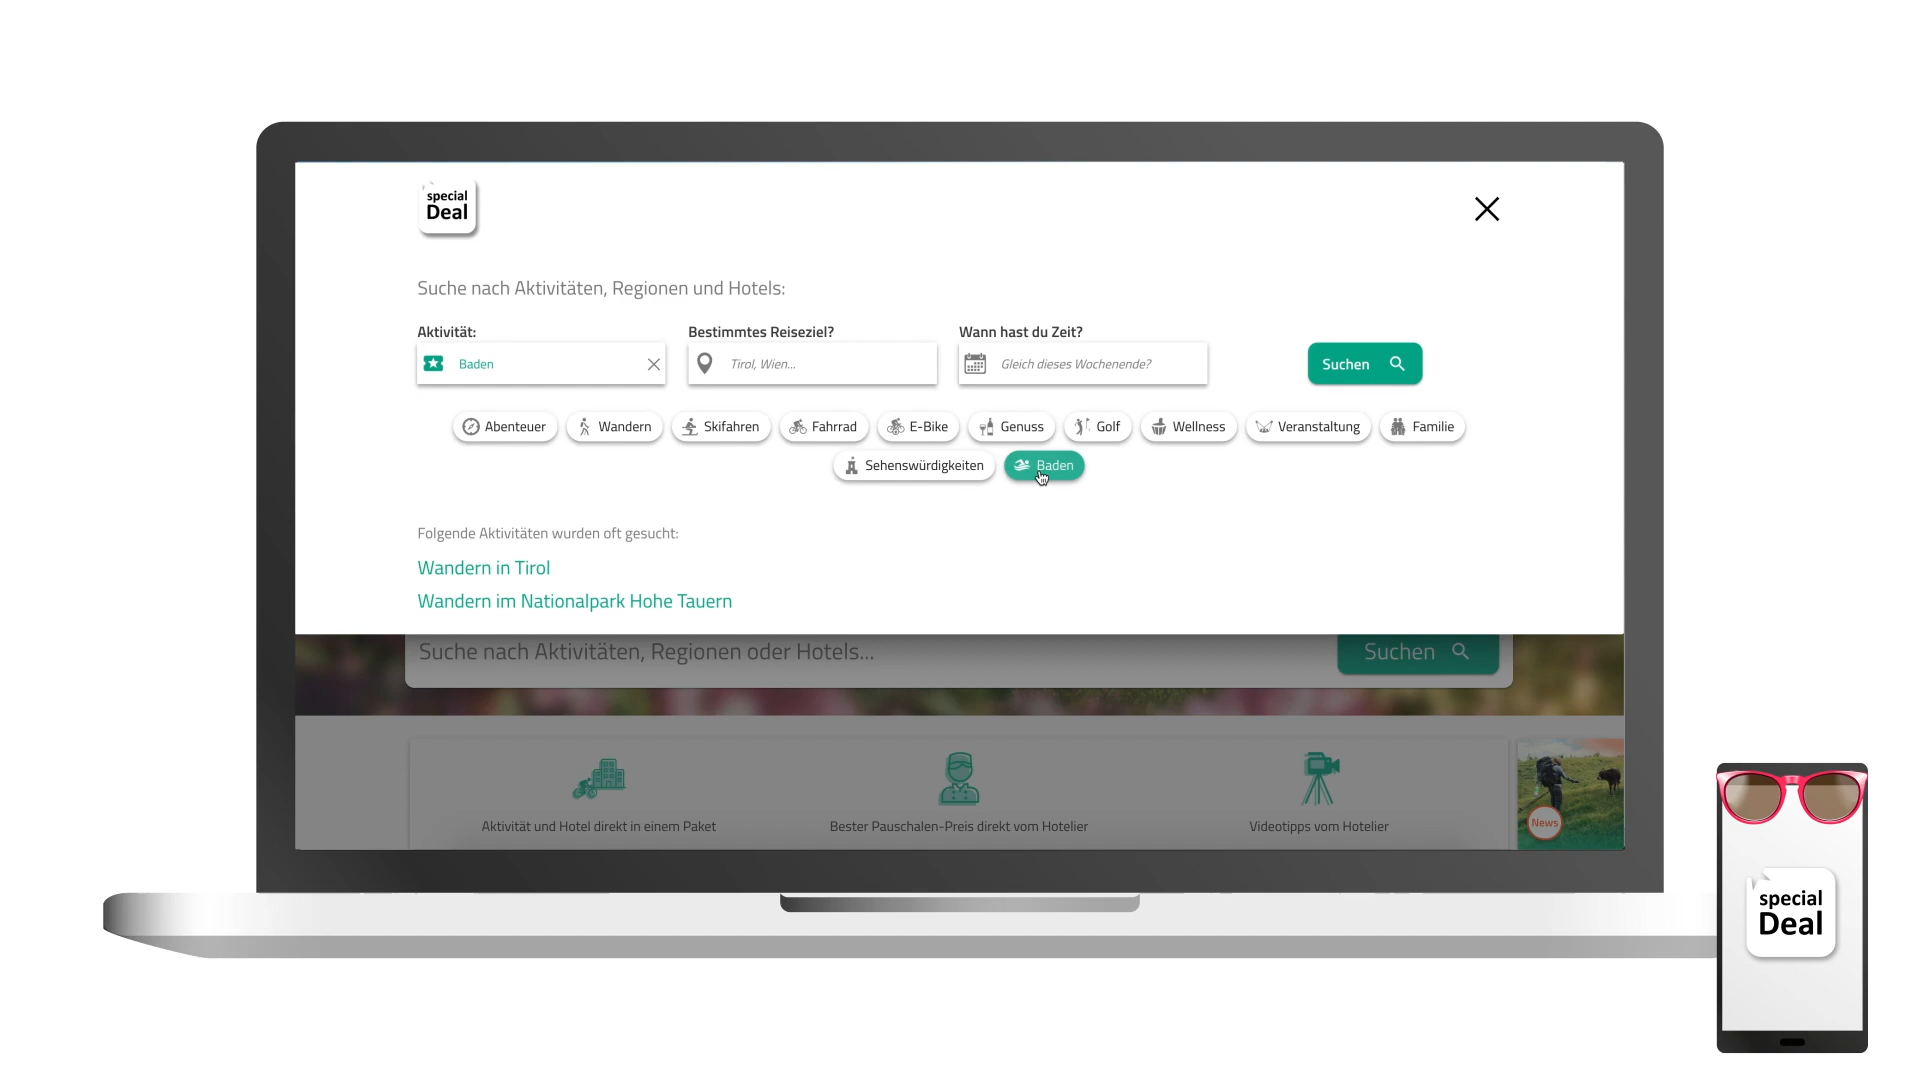 special
Deal
Suche nach Aktivitäten, Regionen und Hotels:
Aktivität: Bestimmtes Reiseziel? Wann hast du Zeit?
Baden Tirol, Wien... Gleich dieses Wochenende? Suchen
Abenteuer Wandern Skifahren Fahrrad E-Bike Genuss Golf Wellness Veranstaltung Familie
Sehenswürdigkeiten Baden
Folgende Aktivitäten wurden oft gesucht:
Wandern in Tirol
Wandern im Nationalpark Hohe Tauern
Suche nach Aktivitäten, Regionen oder Hotels... Suchen
Aktivität und Hotel direkt in einem Paket Bester Pauschalen-Preis direkt vom Hotelier Videotipps vom Hotelier News
special
Deal